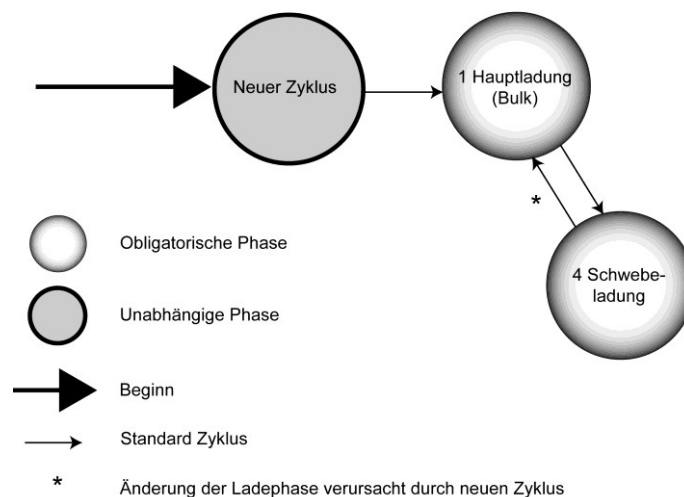 Neuer Zyklus
1 Hauptladung
(Bulk)
*
4 Schwebe-
ladung
Obligatorische Phase
Unabhängige Phase
Beginn
Standard Zyklus
* Änderung der Ladephase verursacht durch neuen Zyklus